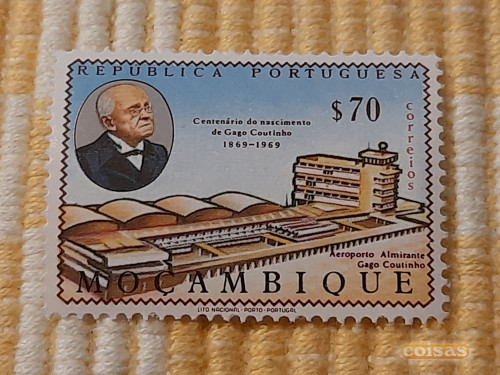 REPÚBLICA PORTUGUESA
Centenário do nascimento
de Gago Coutinho
1869-1969
$70
correios
Aeroporto Almirante
Gago Coutinho
MOÇAMBIQUE
LITO NACIONAL-PORTO-PORTUGAL
coisas